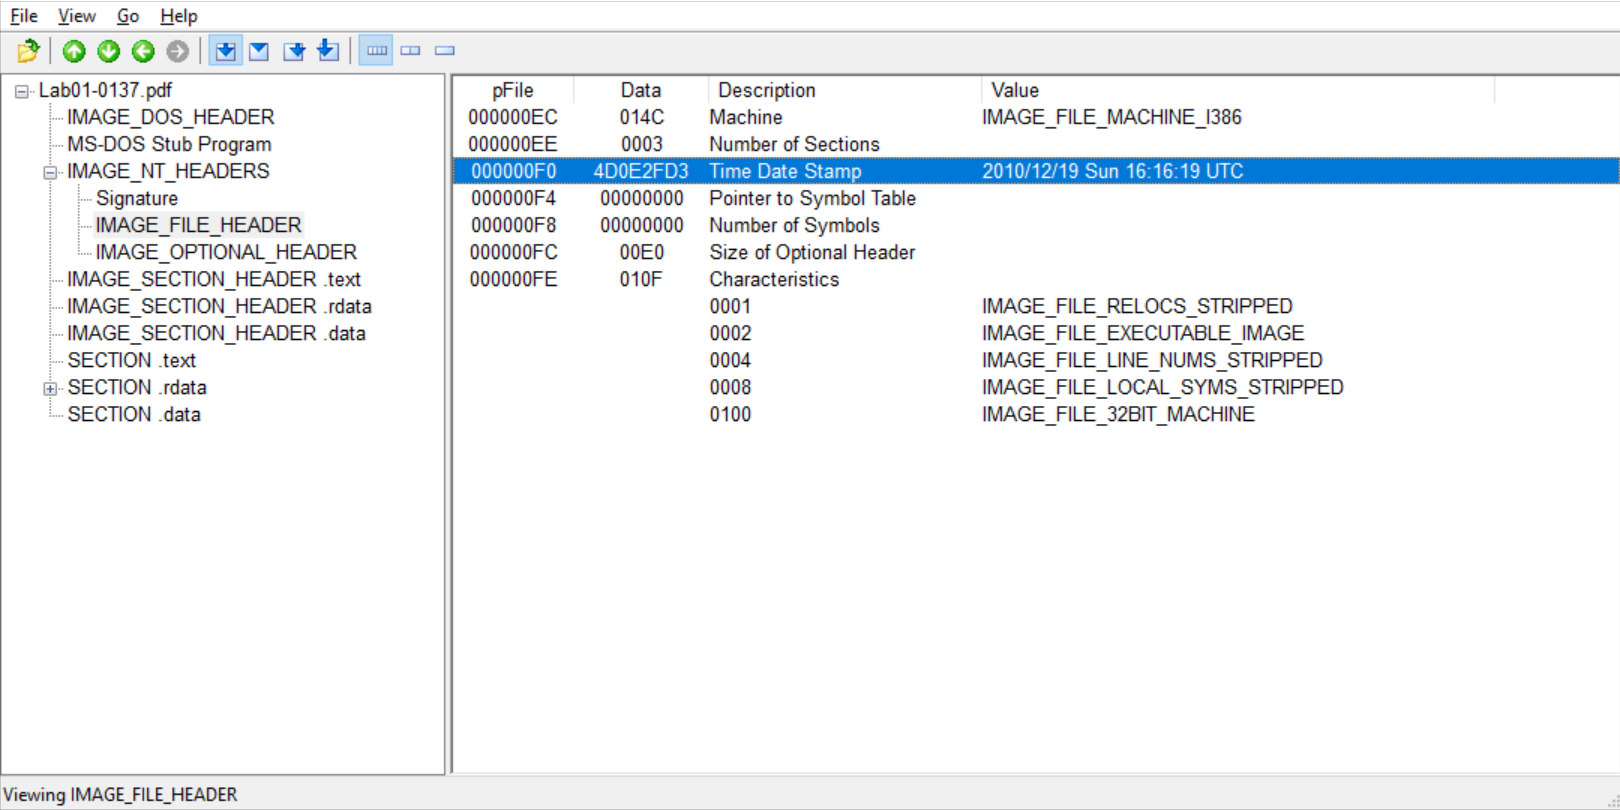 File View Go Help
Lab01-0137.pdf
IMAGE_DOS_HEADER
MS-DOS Stub Program
IMAGE_NT_HEADERS
Signature
IMAGE_FILE_HEADER
IMAGE_OPTIONAL_HEADER
IMAGE_SECTION_HEADER .text
IMAGE_SECTION_HEADER .rdata
IMAGE_SECTION_HEADER .data
SECTION .text
SECTION .rdata
SECTION .data
pFile Data Description Value
000000EC 014C Machine IMAGE_FILE_MACHINE_I386
000000EE 0003 Number of Sections
000000F0 4D0E2FD3 Time Date Stamp 2010/12/19 Sun 16:16:19 UTC
000000F4 00000000 Pointer to Symbol Table
000000F8 00000000 Number of Symbols
000000FC 00E0 Size of Optional Header
000000FE 010F Characteristics
0001 IMAGE_FILE_RELOCS_STRIPPED
0002 IMAGE_FILE_EXECUTABLE_IMAGE
0004 IMAGE_FILE_LINE_NUMS_STRIPPED
0008 IMAGE_FILE_LOCAL_SYMS_STRIPPED
0100 IMAGE_FILE_32BIT_MACHINE
Viewing IMAGE_FILE_HEADER